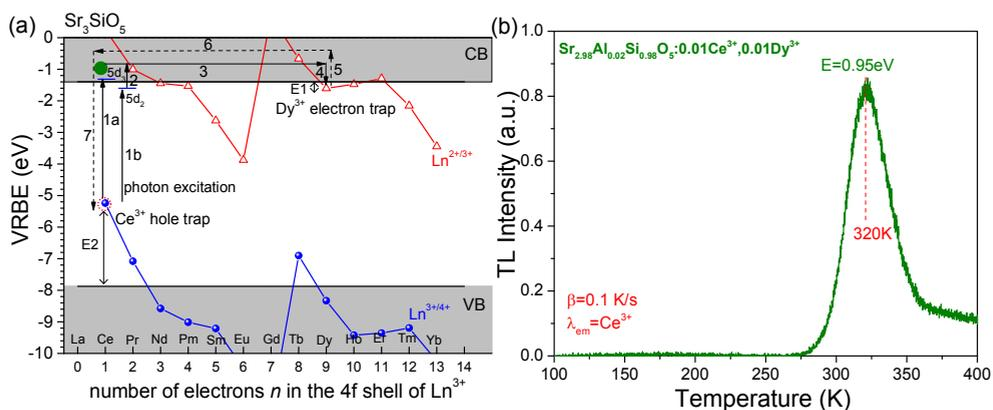 (a) Sr₃SiO₅
0
-1
-2
-3
-4
-5
-6
-7
-8
-9
-10
VRBE (eV)
CB
6
3
4
5
2
5d₁
5d₂
E1
Dy³⁺ electron trap
1a
1b
7
Ln²⁺/³⁺
photon excitation
Ce³⁺ hole trap
E2
Ln³⁺/⁴⁺
VB
La Ce Pr Nd Pm Sm Eu Gd Tb Dy Ho Er Tm Yb
0 1 2 3 4 5 6 7 8 9 10 11 12 13 14
number of electrons n in the 4f shell of Ln³⁺
(b)
1.0
0.8
0.6
0.4
0.2
0.0
TL Intensity (a.u.)
Sr₂.₉₈Al₀.₀₂Si₀.₉₈O₅:0.01Ce³⁺,0.01Dy³⁺
E=0.95eV
320K
β=0.1 K/s
λem=Ce³⁺
100 150 200 250 300 350 400
Temperature (K)